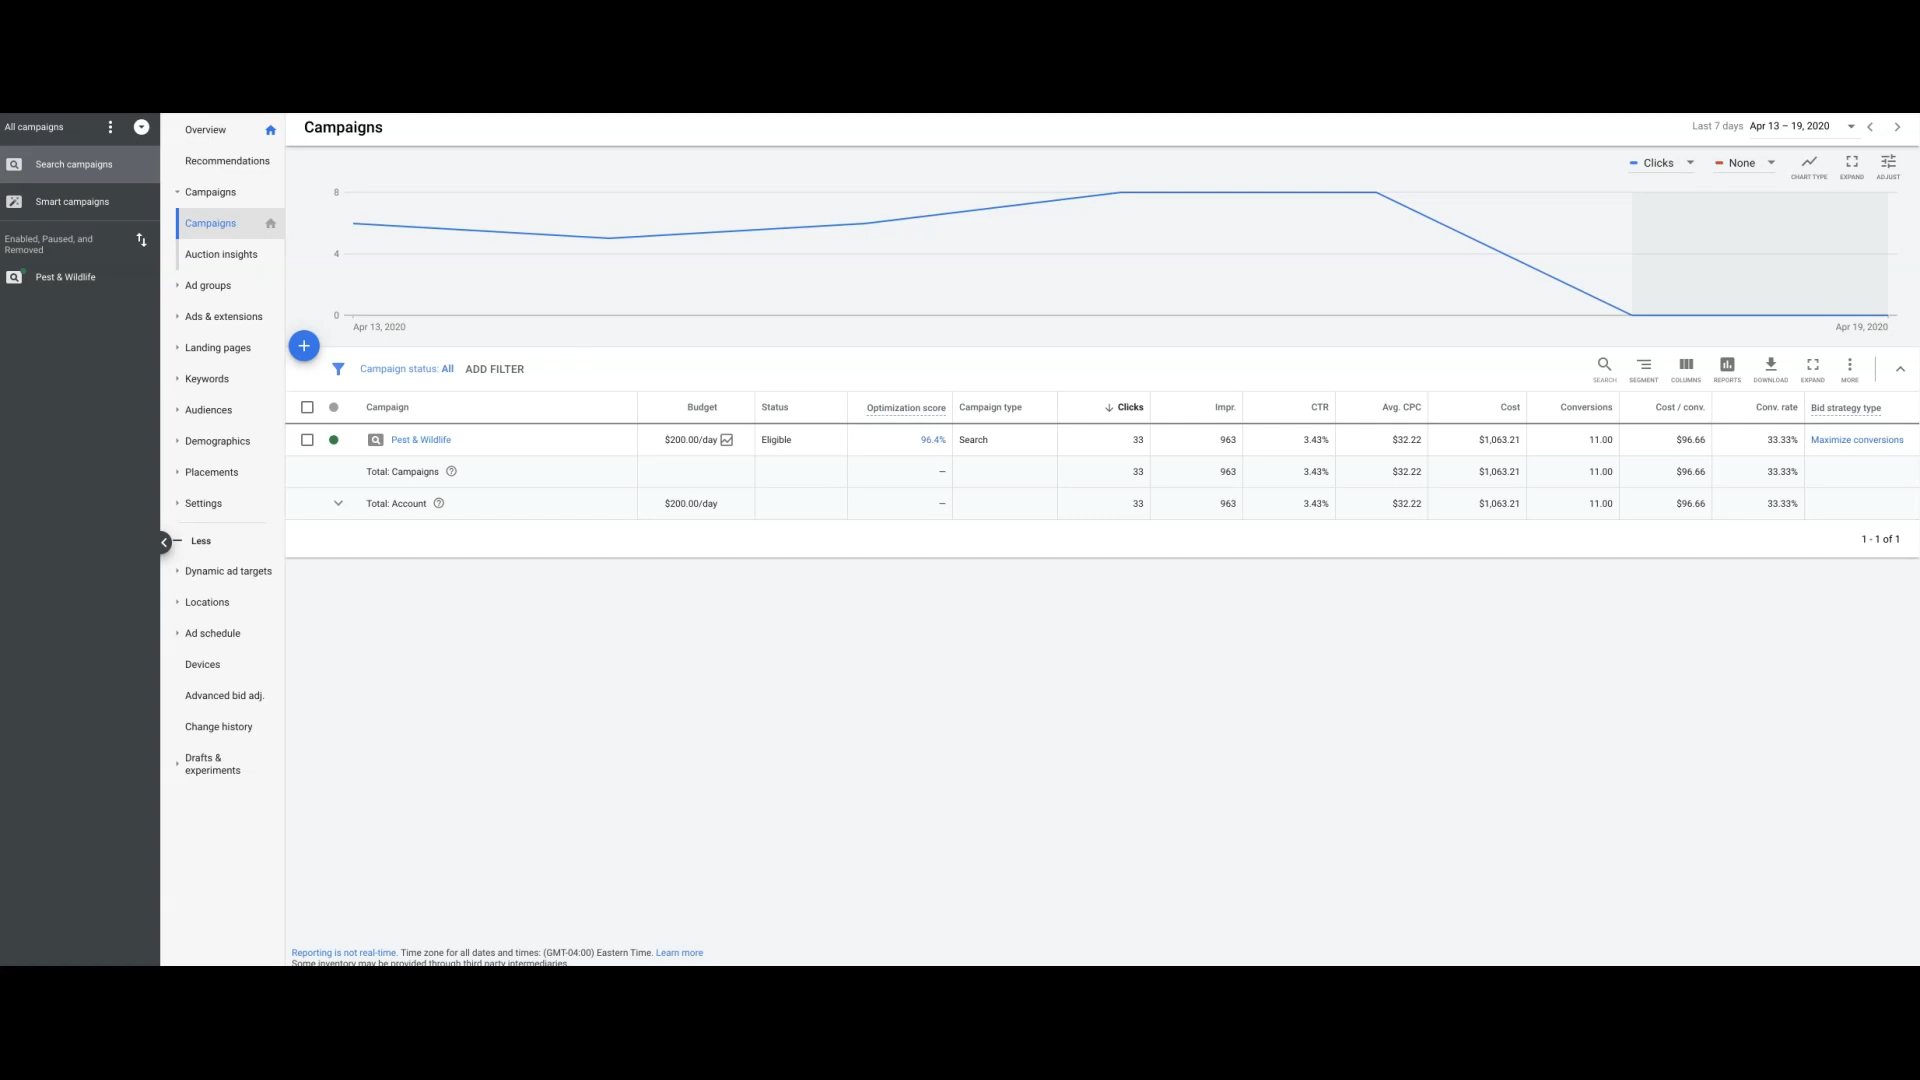 All campaigns
Search campaigns
Smart campaigns
Enabled, Paused, and
Removed
Pest & Wildlife
Overview
Recommendations
Campaigns
Campaigns
Auction insights
Ad groups
Ads & extensions
Landing pages
Keywords
Audiences
Demographics
Placements
Settings
Less
Dynamic ad targets
Locations
Ad schedule
Devices
Advanced bid adj.
Change history
Drafts &
experiments
Campaigns
Last 7 days Apr 13 – 19, 2020
Clicks None
CHART TYPE EXPAND ADJUST
8
4
0
Apr 13, 2020 Apr 19, 2020
Campaign status: All ADD FILTER
SEARCH SEGMENT COLUMNS REPORTS DOWNLOAD EXPAND MORE
Campaign Budget Status Optimization score Campaign type Clicks Impr. CTR Avg. CPC Cost Conversions Cost / conv. Conv. rate Bid strategy type
Pest & Wildlife $200.00/day Eligible 96.4% Search 33 963 3.43% $32.22 $1,063.21 11.00 $96.66 33.33% Maximize conversions
Total: Campaigns – 33 963 3.43% $32.22 $1,063.21 11.00 $96.66 33.33%
Total: Account $200.00/day – 33 963 3.43% $32.22 $1,063.21 11.00 $96.66 33.33%
1 - 1 of 1
Reporting is not real-time. Time zone for all dates and times: (GMT-04:00) Eastern Time. Learn more
Some inventory may be provided through third party intermediaries.